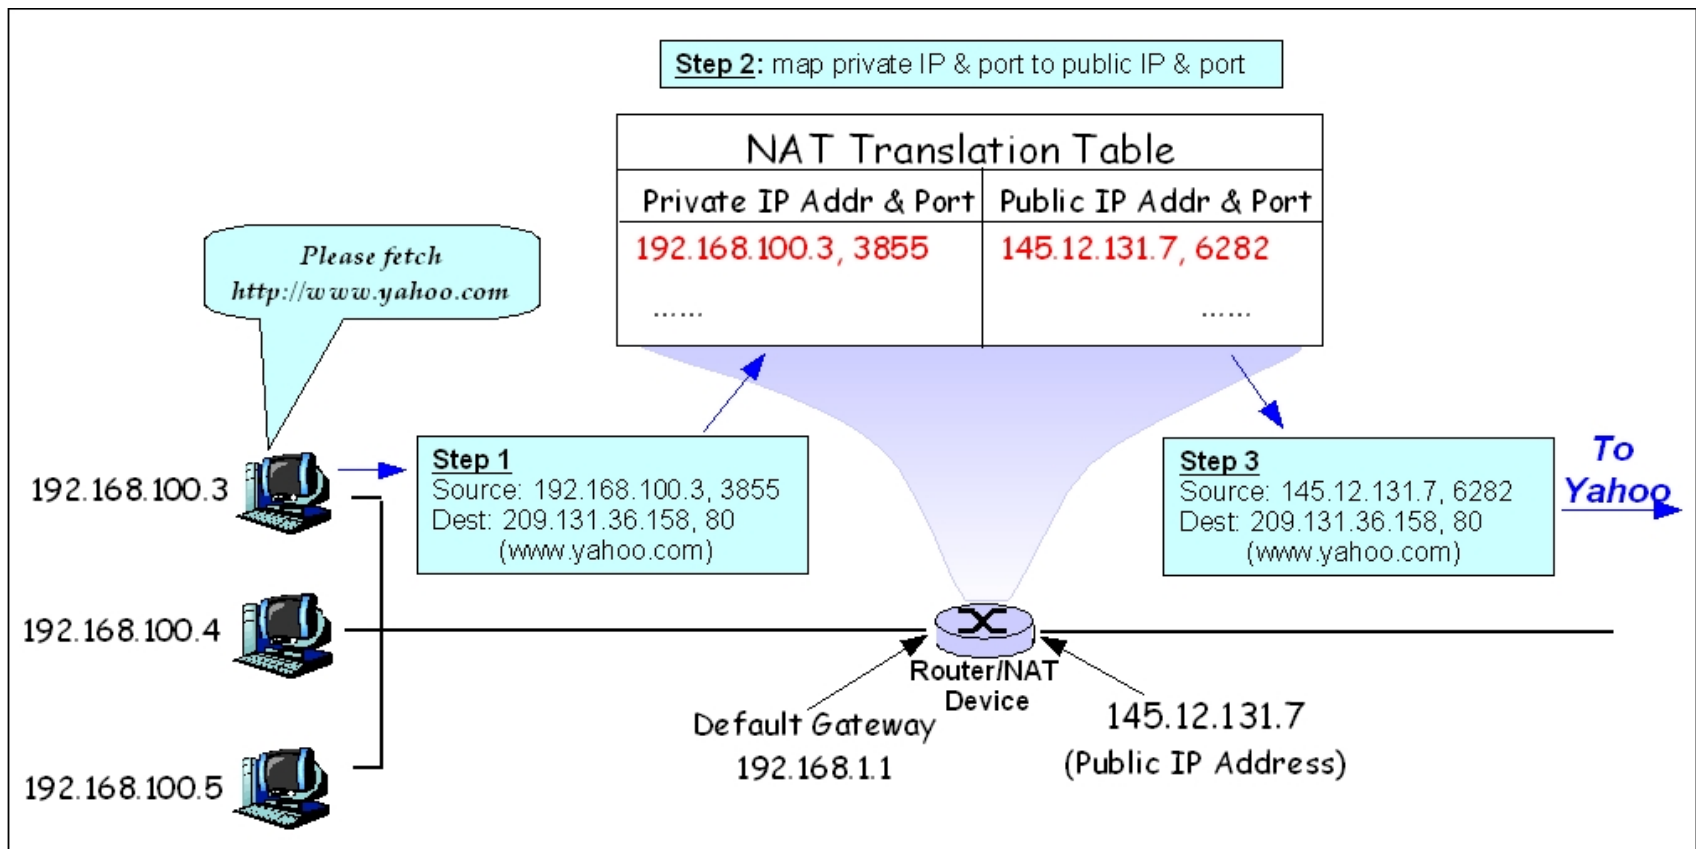 Step 2: map private IP & port to public IP & port
NAT Translation Table
Private IP Addr & Port
Public IP Addr & Port
192.168.100.3, 3855
145.12.131.7, 6282
......
......
Please fetch
http://www.yahoo.com
192.168.100.3
Step 1
Source: 192.168.100.3, 3855
Dest: 209.131.36.158, 80
(www.yahoo.com)
Step 3
Source: 145.12.131.7, 6282
Dest: 209.131.36.158, 80
(www.yahoo.com)
To
Yahoo
192.168.100.4
Router/NAT
Device
Default Gateway
192.168.1.1
145.12.131.7
(Public IP Address)
192.168.100.5